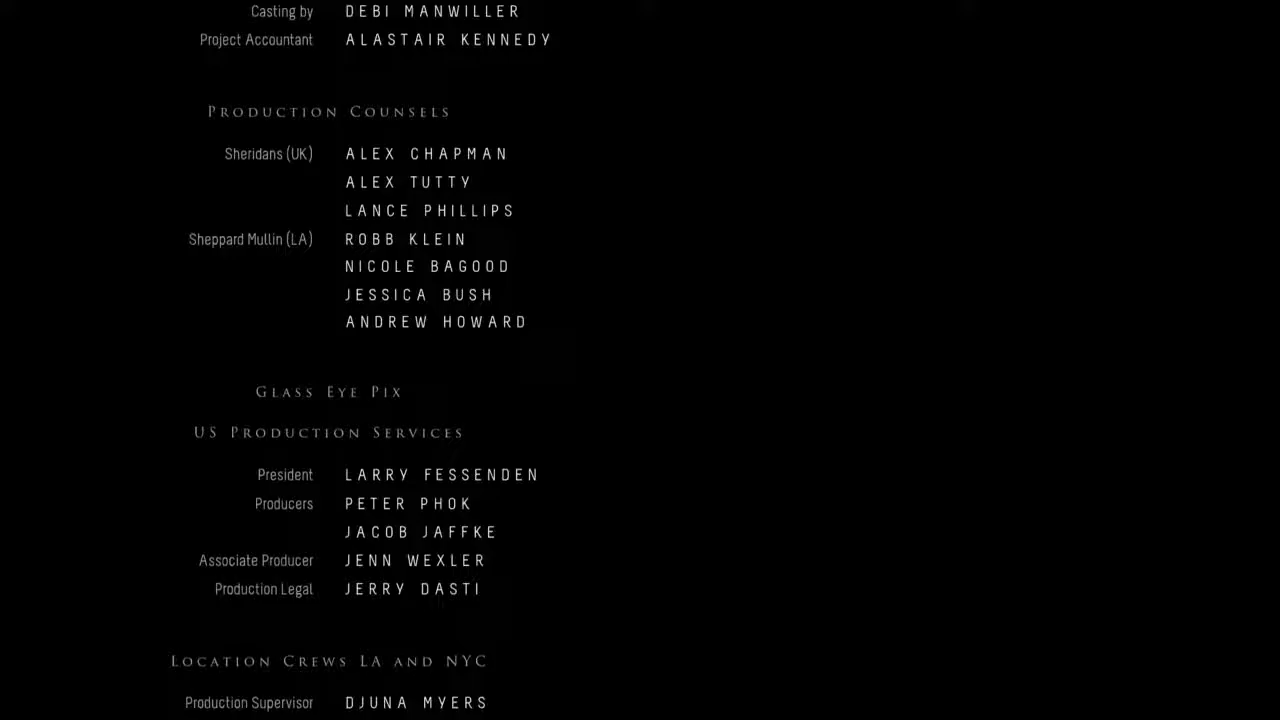 Casting by DEBI MANWILLER
Project Accountant ALASTAIR KENNEDY
PRODUCTION COUNSELS
Sheridans (UK) ALEX CHAPMAN
ALEX TUTTY
LANCE PHILLIPS
Sheppard Mullin (LA) ROBB KLEIN
NICOLE BAGOOD
JESSICA BUSH
ANDREW HOWARD
GLASS EYE PIX
US PRODUCTION SERVICES
President LARRY FESSENDEN
Producers PETER PHOK
JACOB JAFFKE
Associate Producer JENN WEXLER
Production Legal JERRY DASTI
LOCATION CREWS LA AND NYC
Production Supervisor DJUNA MYERS